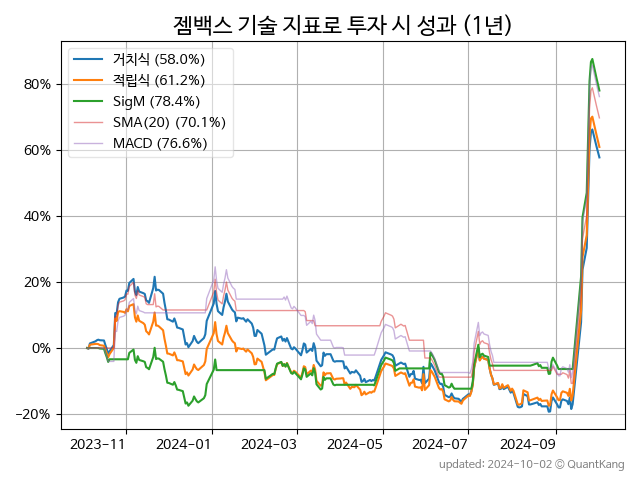 젬백스 기술 지표로 투자 시 성과 (1년)
거치식 (58.0%)
적립식 (61.2%)
SigM (78.4%)
SMA(20) (70.1%)
MACD (76.6%)
80%
60%
40%
20%
0%
−20%
2023−11 2024−01 2024−03 2024−05 2024−07 2024−09
updated: 2024-10-02 © QuantKang